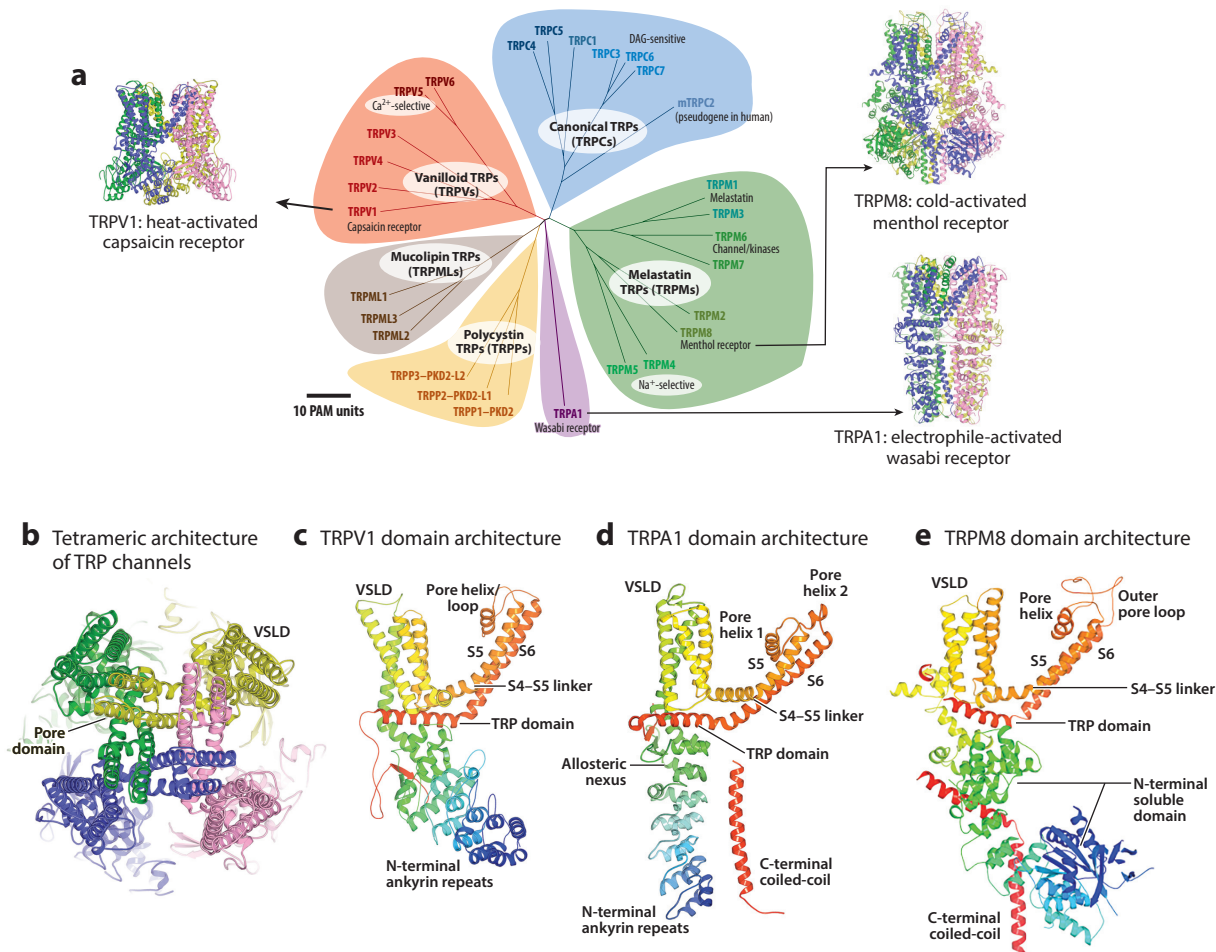 a
TRPV1: heat-activated
capsaicin receptor
TRPV6
TRPV5
Ca²⁺-selective
TRPV3
TRPV4
Vanilloid TRPs
(TRPVs)
TRPV2
TRPV1
Capsaicin receptor
TRPC5
TRPC4
TRPC1
DAG-sensitive
TRPC3
TRPC6
TRPC7
mTRPC2
(pseudogene in human)
Canonical TRPs
(TRPCs)
TRPM1
Melastatin
TRPM3
TRPM6
Channel/kinases
TRPM7
Melastatin
TRPs (TRPMs)
TRPM2
TRPM8
Menthol receptor
TRPM4
TRPM5
Na⁺-selective
Mucolipin TRPs
(TRPMLs)
TRPML1
TRPML3
TRPML2
Polycystin
TRPs (TRPPs)
TRPP3–PKD2-L2
TRPP2–PKD2-L1
TRPP1–PKD2
TRPA1
Wasabi receptor
10 PAM units
TRPM8: cold-activated
menthol receptor
TRPA1: electrophile-activated
wasabi receptor
b Tetrameric architecture
of TRP channels
VSLD
Pore
domain
c TRPV1 domain architecture
VSLD
Pore helix/
loop
S5
S6
S4–S5 linker
TRP domain
N-terminal
ankyrin repeats
d TRPA1 domain architecture
VSLD
Pore
helix 2
Pore
helix 1
S5
S6
S4–S5 linker
TRP domain
Allosteric
nexus
C-terminal
coiled-coil
N-terminal
ankyrin repeats
e TRPM8 domain architecture
VSLD
Pore
helix
Outer
pore loop
S5
S6
S4–S5 linker
TRP domain
N-terminal
soluble
domain
C-terminal
coiled-coil